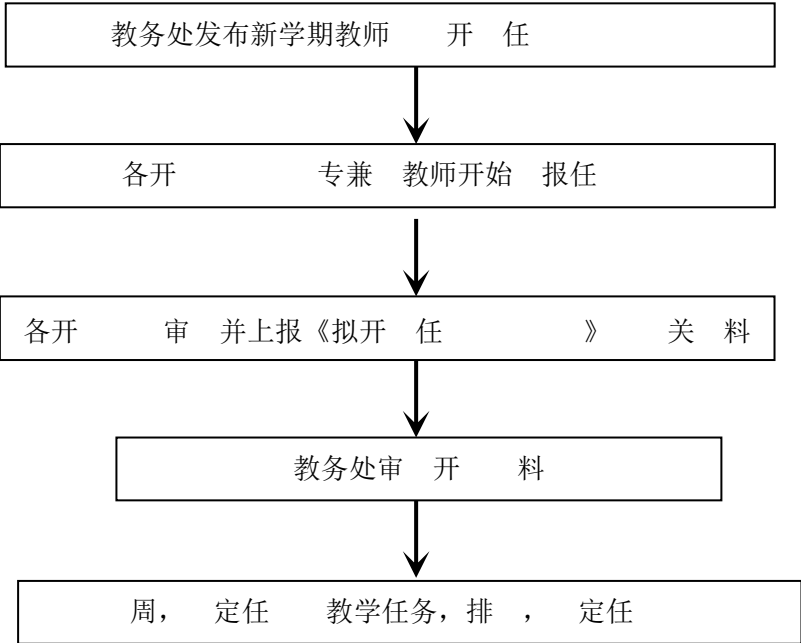 教务处发布新学期教师 开 任
各开 专兼 教师开始 报任
各开 审 并上报《拟开 任 》 关 料
教务处审 开 料
周， 定任 教学任务，排 ， 定任